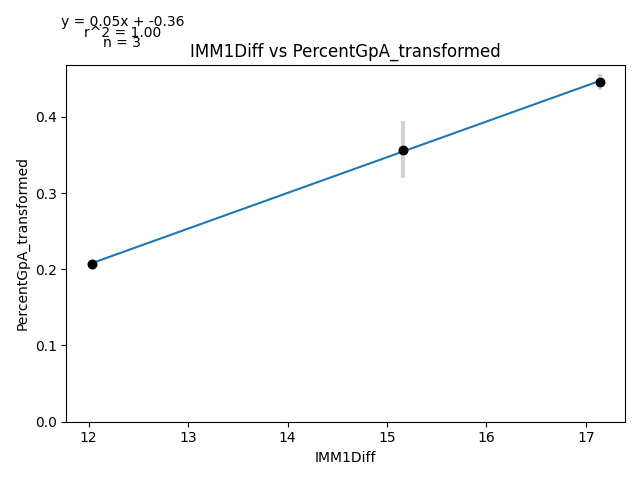 y = 0.05x + -0.36
r^2 = 1.00
n = 3
IMM1Diff vs PercentGpA_transformed
PercentGpA_transformed
0.4
0.3
0.2
0.1
0.0
12 13 14 15 16 17
IMM1Diff